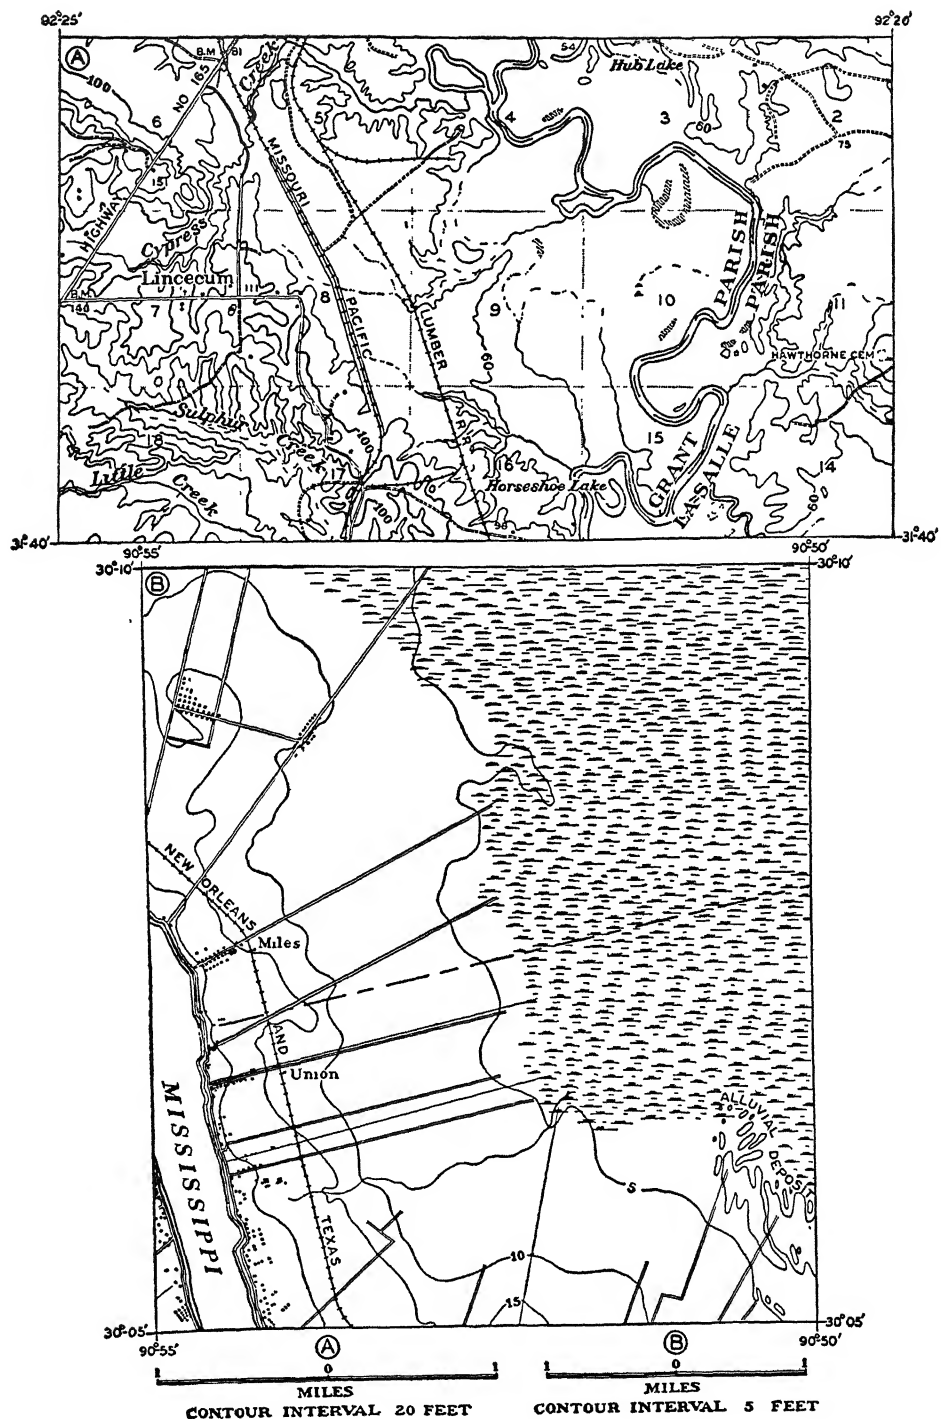 92°25'
92°20'
A
B.M.
81
Creek
54
Hub Lake
100
NO 165
6
5
4
3
2
60
75
MISSOURI
151
HIGHWAY
Cypress
PARISH
PARISH
Lincecum
111
B.M.
140
7
8
PACIFIC
LUMBER
9
10
11
60
HAWTHORNE CEM
Sulphur
Creek
100
18
17
16
15
14
Little
Creek
Horseshoe Lake
GRANT
LA SALLE
100
98
60
31°40'
31°40'
90°55'
90°50'
30°10'
30°10'
B
NEW ORLEANS
Miles
AND
Union
MISSISSIPPI
TEXAS
ALLUVIAL
DEPOSIT
5
10
15
30°05'
30°05'
90°55'
90°50'
A
B
1 0 1
1 0 1
MILES
MILES
CONTOUR INTERVAL 20 FEET
CONTOUR INTERVAL 5 FEET